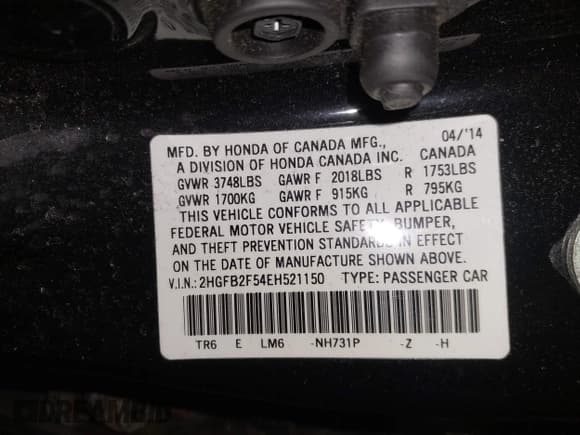 MFD. BY HONDA OF CANADA MFG., 04/'14
A DIVISION OF HONDA CANADA INC. CANADA
GVWR 3748LBS GAWR F 2018LBS R 1753LBS
GVWR 1700KG GAWR F 915KG R 795KG
THIS VEHICLE CONFORMS TO ALL APPLICABLE
FEDERAL MOTOR VEHICLE SAFETY, BUMPER,
AND THEFT PREVENTION STANDARDS IN EFFECT
ON THE DATE OF MANUFACTURE SHOWN ABOVE.
V.I.N.: 2HGFB2F54EH521150 TYPE: PASSENGER CAR
TR6 E LM6 -NH731P -Z -H
DREAMBID